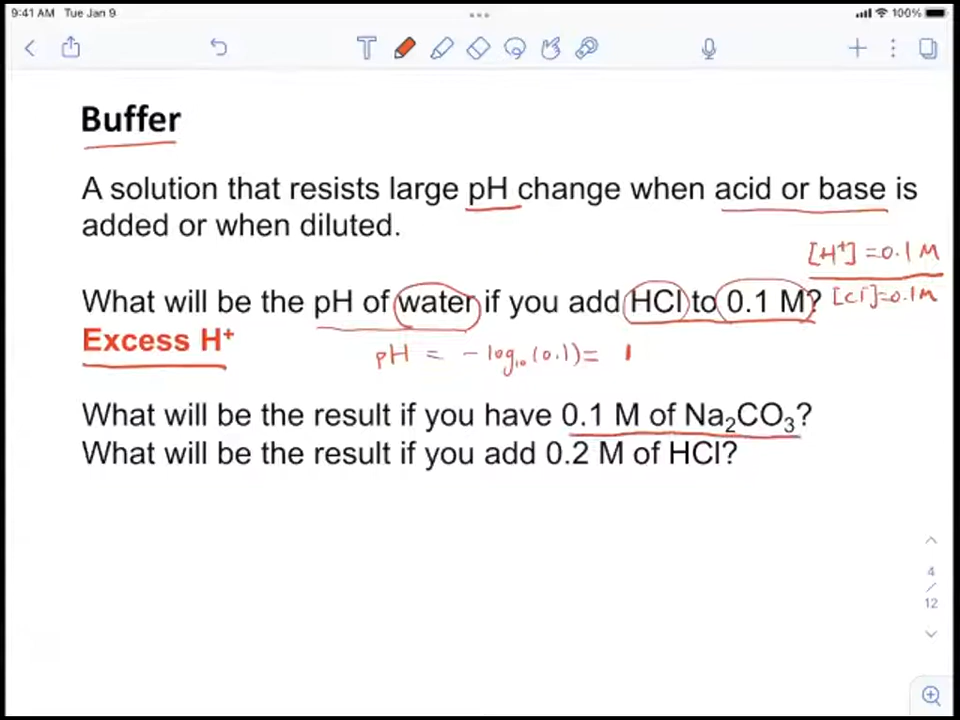 9:41 AM Tue Jan 9
100%
Buffer
A solution that resists large pH change when acid or base is
added or when diluted.
[H⁺] = 0.1 M
What will be the pH of water if you add HCl to 0.1 M?
[Cl⁻] = 0.1 M
Excess H⁺
pH = - log₁₀ (0.1) = 1
What will be the result if you have 0.1 M of Na₂CO₃?
What will be the result if you add 0.2 M of HCl?
4
/
12